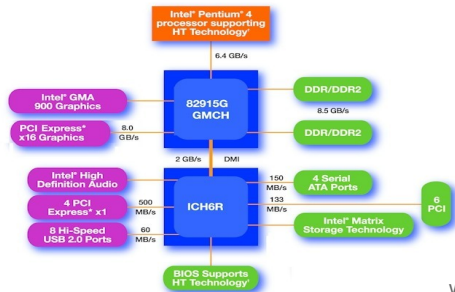 Intel® Pentium® 4
processor supporting
HT Technology¹
6.4 GB/s
Intel® GMA
900 Graphics
82915G
GMCH
DDR/DDR2
8.5 GB/s
PCI Express®
x16 Graphics
8.0
GB/s
DDR/DDR2
2 GB/s
DMI
Intel® High
Definition Audio
ICH6R
150
MB/s
4 Serial
ATA Ports
4 PCI
Express® x1
500
MB/s
133
MB/s
6
PCI
8 Hi-Speed
USB 2.0 Ports
60
MB/s
Intel® Matrix
Storage Technology
BIOS Supports
HT Technology¹